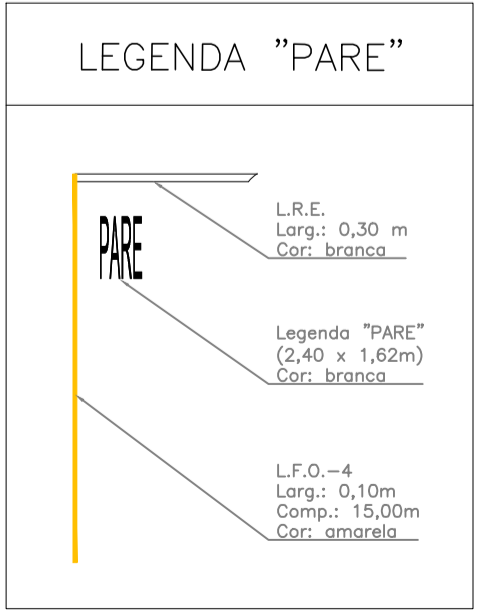 LEGENDA "PARE"
L.R.E.
Larg.: 0,30 m
Cor: branca
PARE
Legenda "PARE"
(2,40 x 1,62m)
Cor: branca
L.F.O.-4
Larg.: 0,10m
Comp.: 15,00m
Cor: amarela